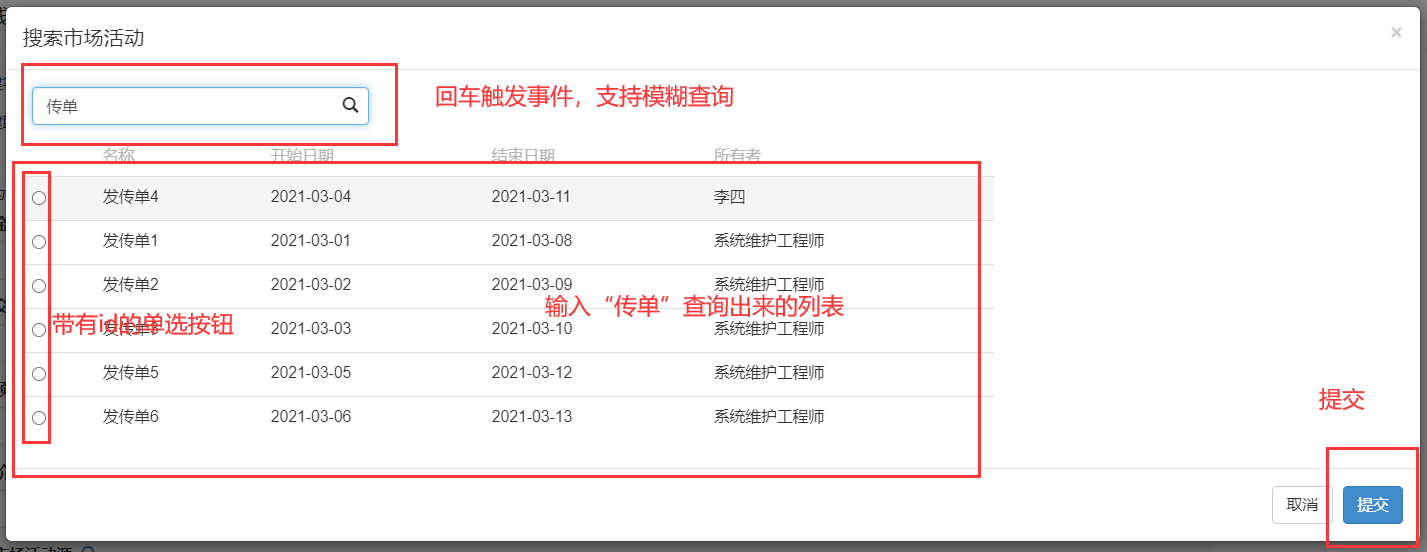 搜索市场活动
×
传单
回车触发事件，支持模糊查询
名称 开始日期 结束日期 所有者
发传单4 2021-03-04 2021-03-11 李四
发传单1 2021-03-01 2021-03-08 系统维护工程师
发传单2 2021-03-02 2021-03-09 系统维护工程师
输入“传单”查询出来的列表
带有id的单选按钮
发传单3 2021-03-03 2021-03-10 系统维护工程师
发传单5 2021-03-05 2021-03-12 系统维护工程师
发传单6 2021-03-06 2021-03-13 系统维护工程师
提交
取消 提交